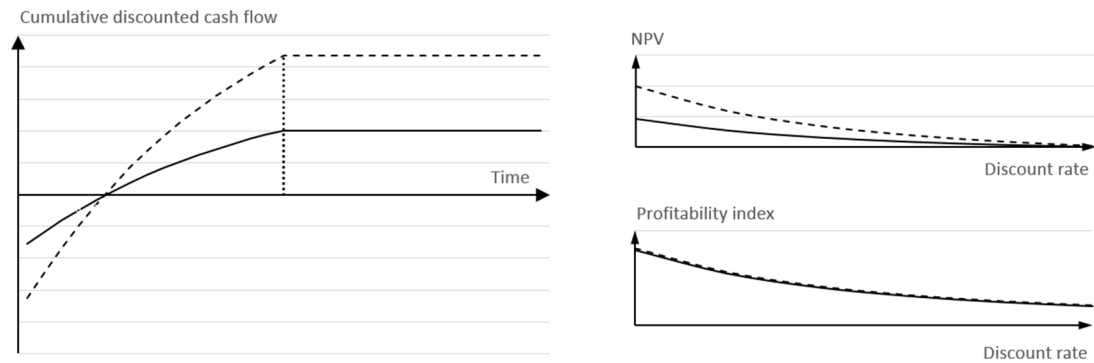 Cumulative discounted cash flow
Time
NPV
Discount rate
Profitability index
Discount rate